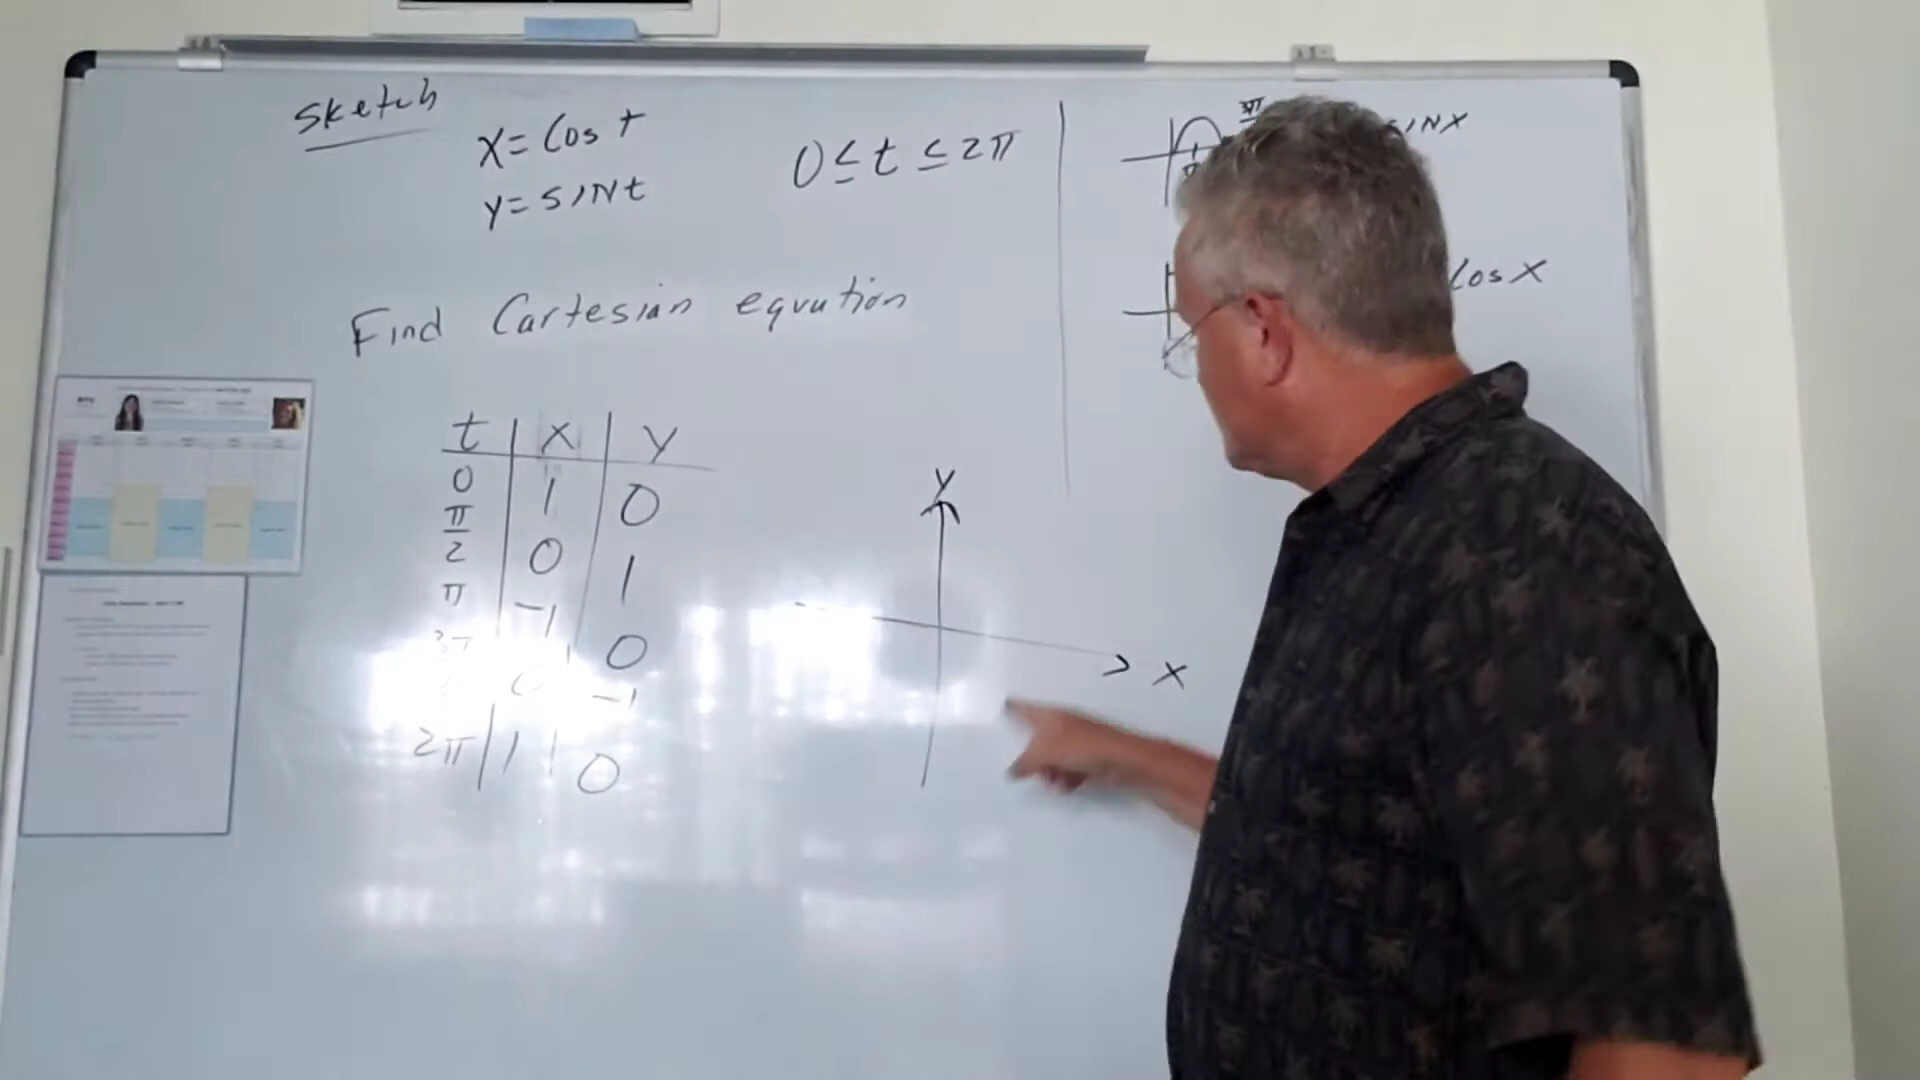 Sketch
x = Cos t
y = SIN t
0 ≤ t ≤ 2π
SINX
Cos X
Find Cartesian equation
t x y
0 1 0
π/2 0 1
π -1 0
3π/2 0 -1
2π 1 0
y
x